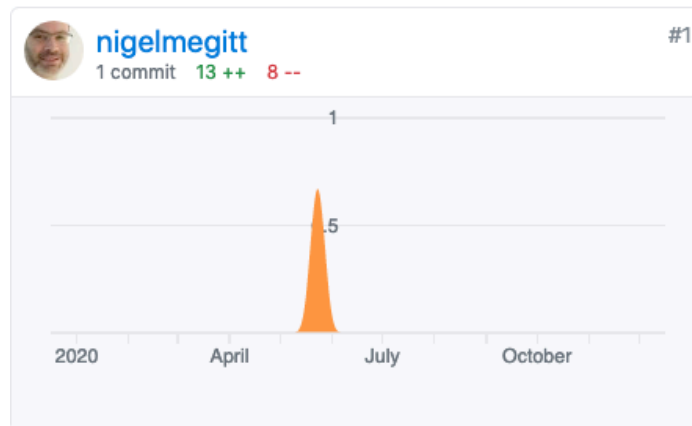 nigelmegitt
#1
1 commit 13 ++ 8 --
1
.5
2020 April July October